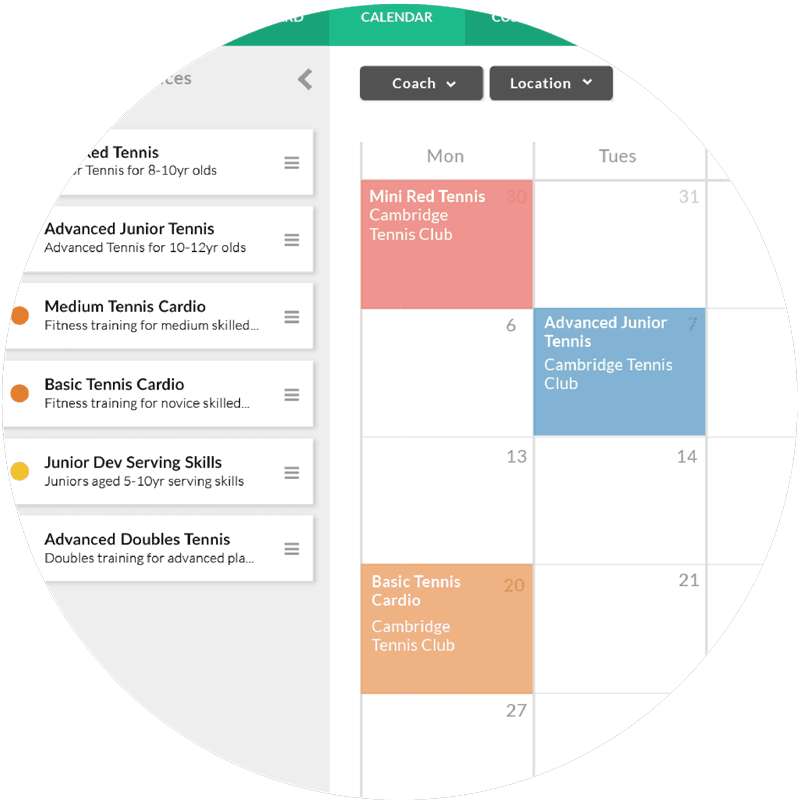 CALENDAR
Coach
Location
Mon
Tues
Tennis
Tennis for 8-10yr olds
Advanced Junior Tennis
Advanced Tennis for 10-12yr olds
Medium Tennis Cardio
Fitness training for medium skilled...
Basic Tennis Cardio
Fitness training for novice skilled...
Junior Dev Serving Skills
Juniors aged 5-10yr serving skills
Advanced Doubles Tennis
Doubles training for advanced pla...
Mini Red Tennis 30
Cambridge
Tennis Club
31
6
Advanced Junior 7
Tennis
Cambridge Tennis
Club
13
14
Basic Tennis 20
Cardio
Cambridge
Tennis Club
21
27